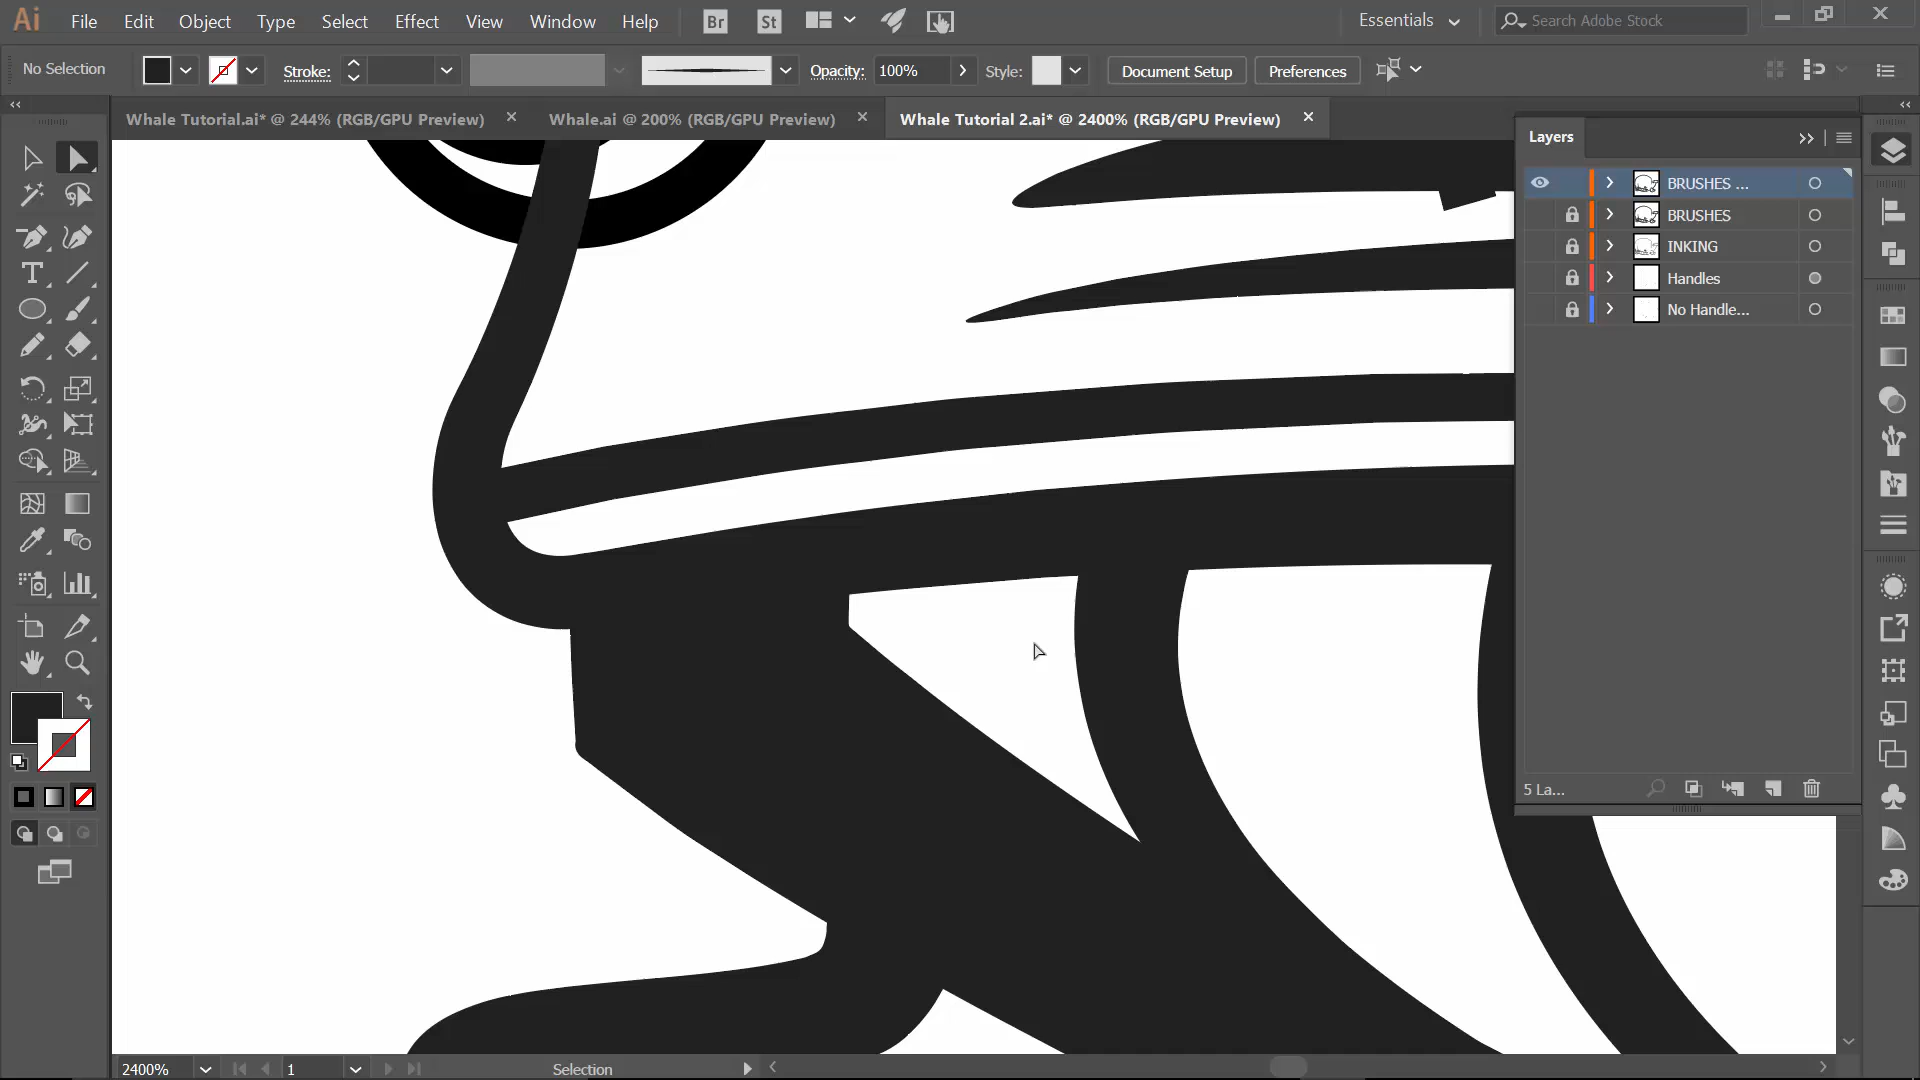 Ai File Edit Object Type Select Effect View Window Help Br St Essentials Search Adobe Stock
No Selection Stroke: Opacity: 100% Style: Document Setup Preferences
Whale Tutorial.ai* @ 244% (RGB/GPU Preview) Whale.ai @ 200% (RGB/GPU Preview) Whale Tutorial 2.ai* @ 2400% (RGB/GPU Preview)
Layers
BRUSHES ...
BRUSHES
INKING
Handles
No Handle...
5 La...
2400% 1 Selection